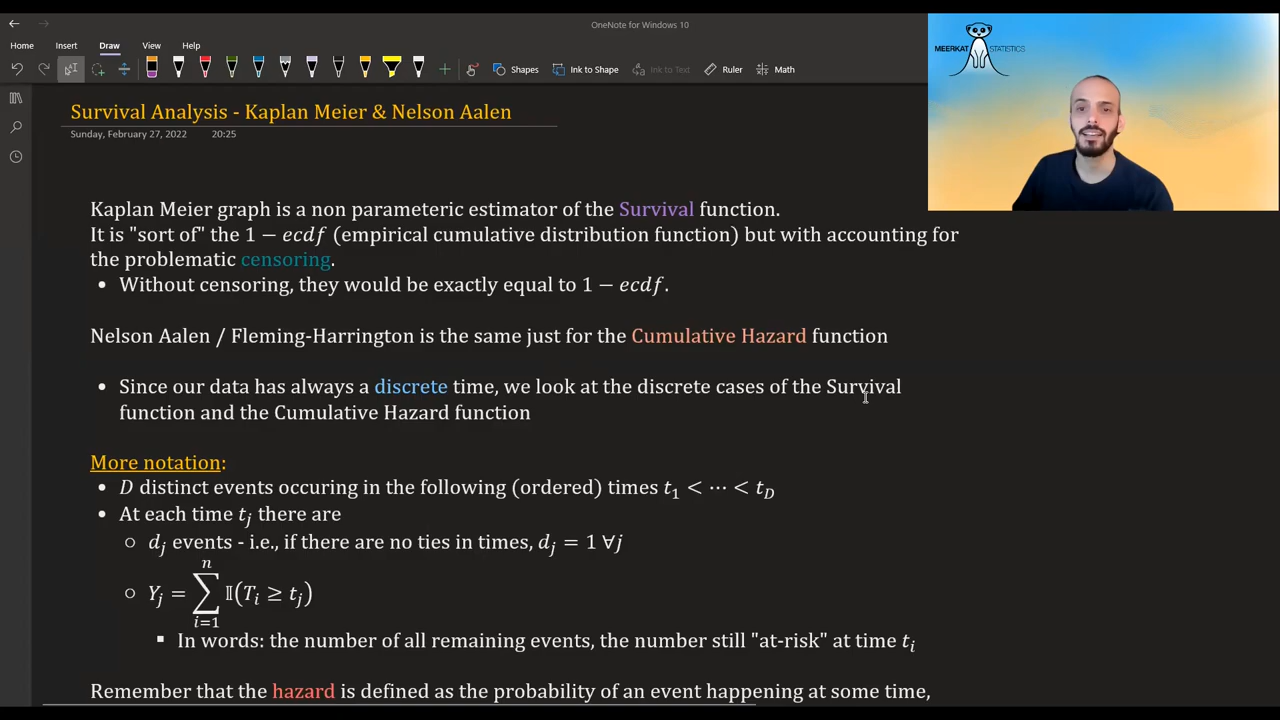 OneNote for Windows 10
Home Insert Draw View Help
Shapes Ink to Shape Ink to Text Ruler Math
MEERKAT STATISTICS
Survival Analysis - Kaplan Meier & Nelson Aalen
Sunday, February 27, 2022 20:25
Kaplan Meier graph is a non parameteric estimator of the Survival function.
It is "sort of" the 1 − ecdf (empirical cumulative distribution function) but with accounting for
the problematic censoring.
• Without censoring, they would be exactly equal to 1 − ecdf.
Nelson Aalen / Fleming-Harrington is the same just for the Cumulative Hazard function
• Since our data has always a discrete time, we look at the discrete cases of the Survival
function and the Cumulative Hazard function
More notation:
• D distinct events occuring in the following (ordered) times t₁ < ⋯ < t_D
• At each time t_j there are
○ d_j events - i.e., if there are no ties in times, d_j = 1 ∀j
○ Y_j = ∑_{i=1}^{n} 𝕀(T_i ≥ t_j)
▪ In words: the number of all remaining events, the number still "at-risk" at time t_i
Remember that the hazard is defined as the probability of an event happening at some time,